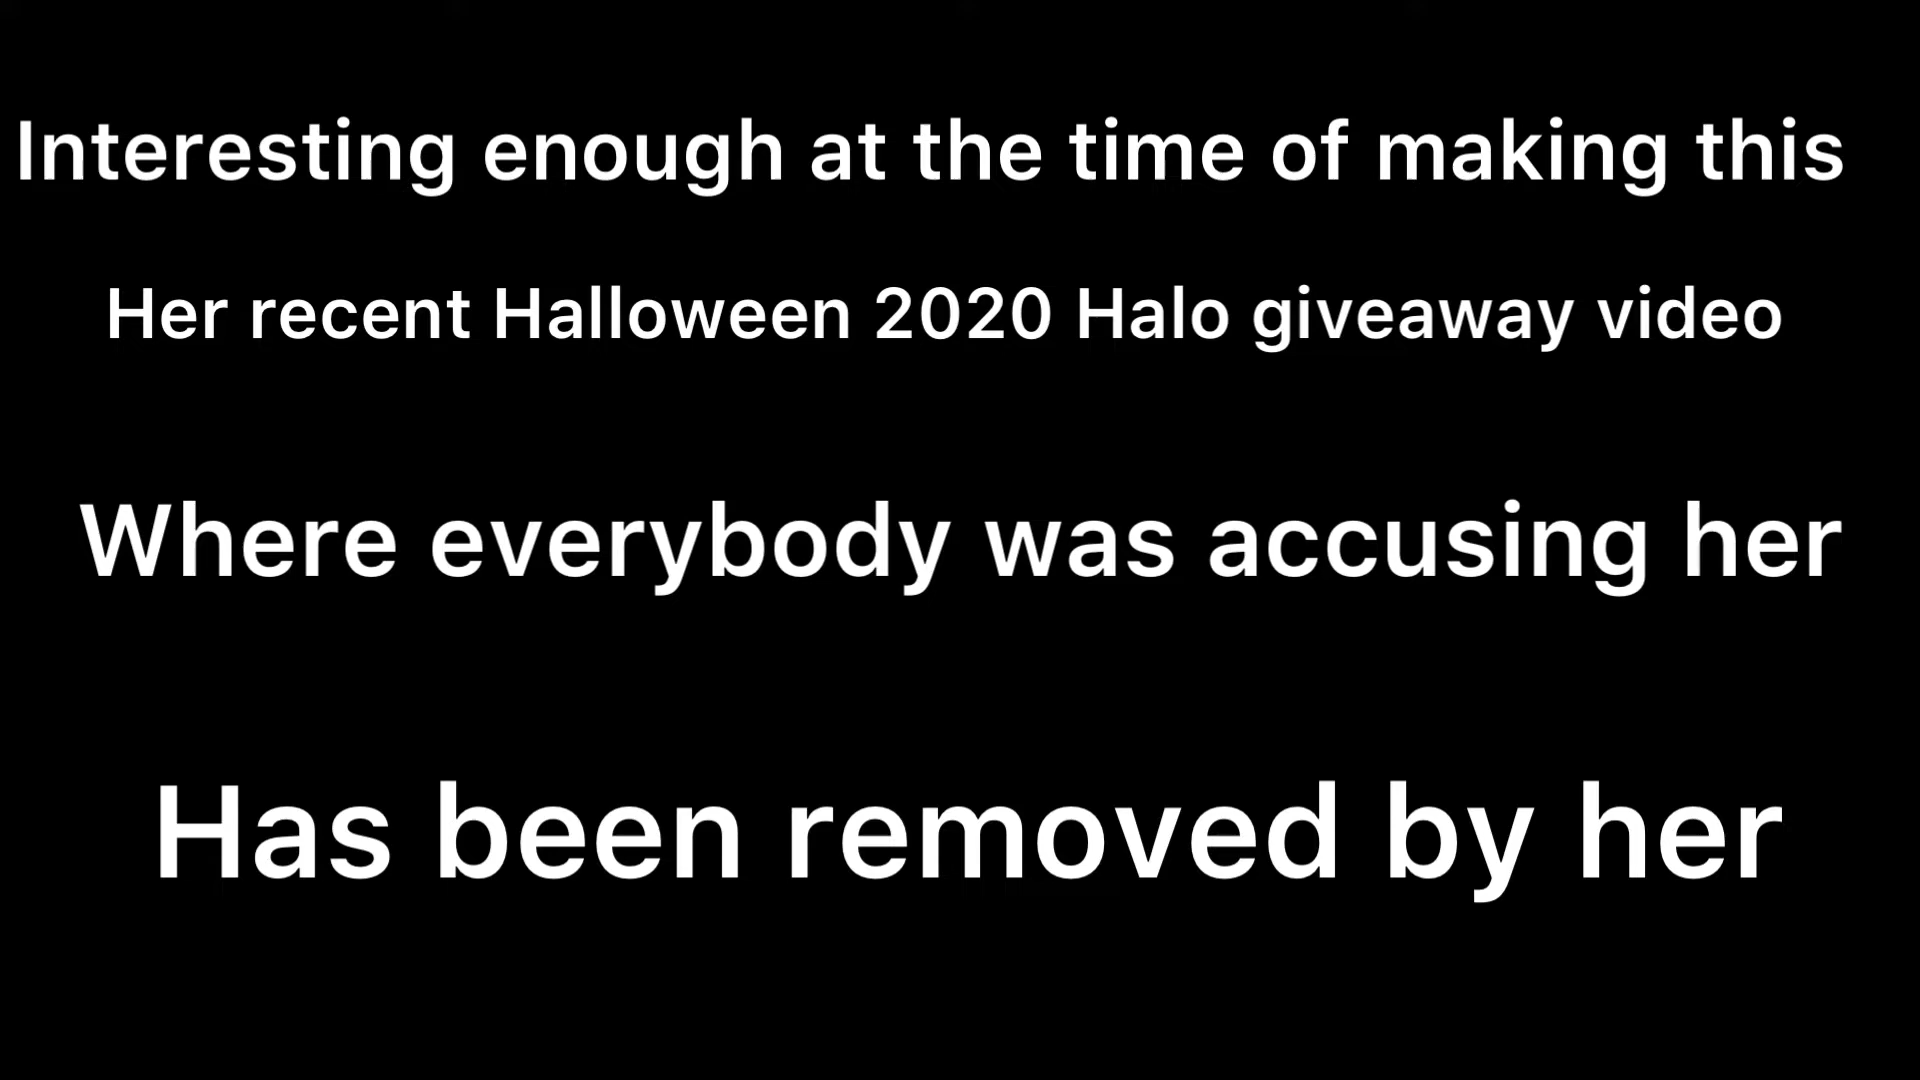 Interesting enough at the time of making this
Her recent Halloween 2020 Halo giveaway video
Where everybody was accusing her
Has been removed by her